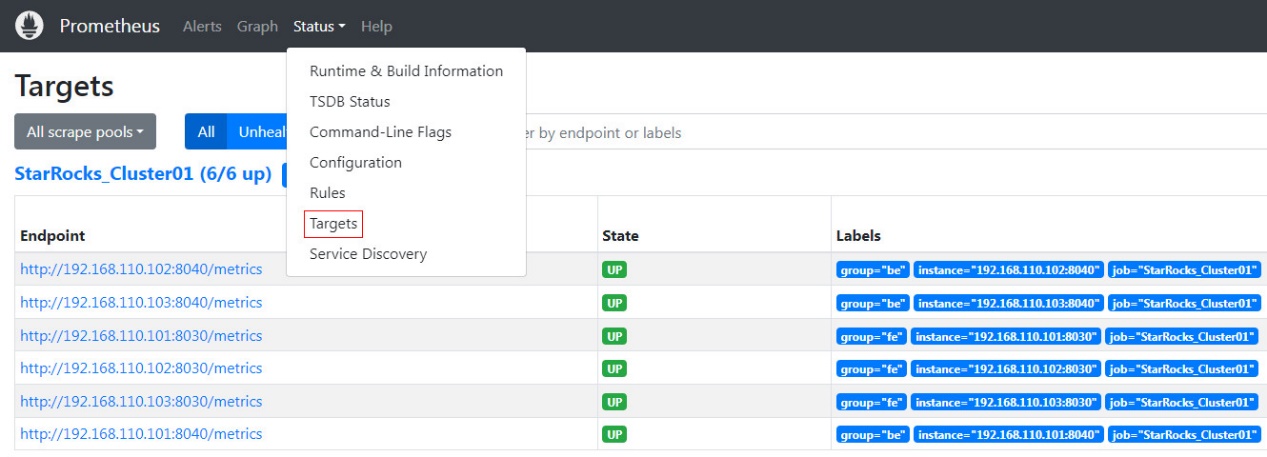 Prometheus Alerts Graph Status Help
Runtime & Build Information
Targets
TSDB Status
All scrape pools All er by endpoint or labels
Command-Line Flags
Configuration
StarRocks_Cluster01 (6/6 up)
Rules
Targets
Endpoint State Labels
Service Discovery
http://192.168.110.102:8040/metrics UP group="be" instance="192.168.110.102:8040" job="StarRocks_Cluster01"
http://192.168.110.103:8040/metrics UP group="be" instance="192.168.110.103:8040" job="StarRocks_Cluster01"
http://192.168.110.101:8030/metrics UP group="fe" instance="192.168.110.101:8030" job="StarRocks_Cluster01"
http://192.168.110.102:8030/metrics UP group="fe" instance="192.168.110.102:8030" job="StarRocks_Cluster01"
http://192.168.110.103:8030/metrics UP group="fe" instance="192.168.110.103:8030" job="StarRocks_Cluster01"
http://192.168.110.101:8040/metrics UP group="be" instance="192.168.110.101:8040" job="StarRocks_Cluster01"